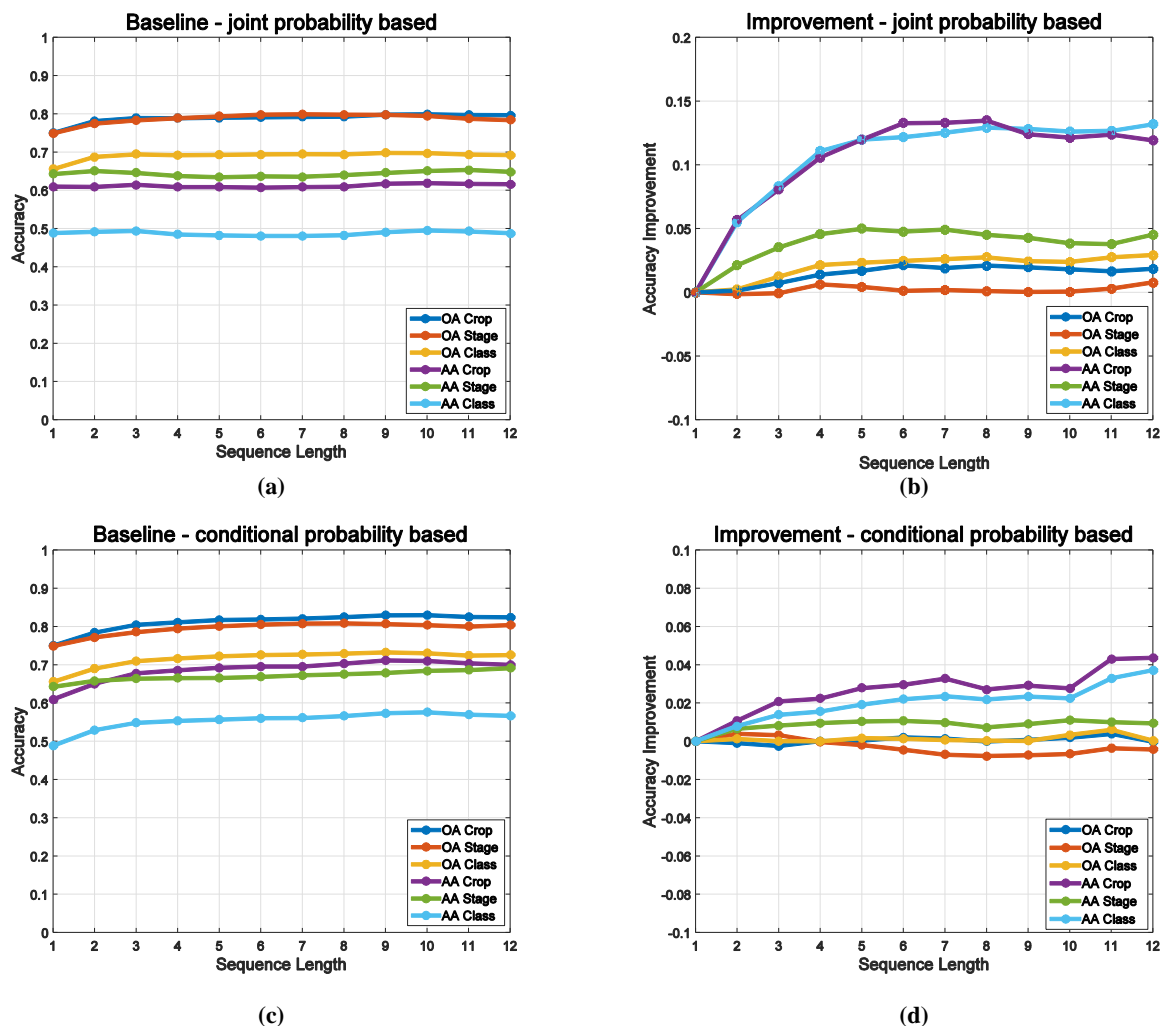 Baseline - joint probability based
1
0.9
0.8
0.7
0.6
0.5
0.4
0.3
0.2
0.1
0
Accuracy
OA Crop
OA Stage
OA Class
AA Crop
AA Stage
AA Class
1 2 3 4 5 6 7 8 9 10 11 12
Sequence Length
(a)
Improvement - joint probability based
0.2
0.15
0.1
0.05
0
-0.05
-0.1
Accuracy Improvement
OA Crop
OA Stage
OA Class
AA Crop
AA Stage
AA Class
1 2 3 4 5 6 7 8 9 10 11 12
Sequence Length
(b)
Baseline - conditional probability based
1
0.9
0.8
0.7
0.6
0.5
0.4
0.3
0.2
0.1
0
Accuracy
OA Crop
OA Stage
OA Class
AA Crop
AA Stage
AA Class
1 2 3 4 5 6 7 8 9 10 11 12
Sequence Length
(c)
Improvement - conditional probability based
0.1
0.08
0.06
0.04
0.02
0
-0.02
-0.04
-0.06
-0.08
-0.1
Accuracy Improvement
OA Crop
OA Stage
OA Class
AA Crop
AA Stage
AA Class
1 2 3 4 5 6 7 8 9 10 11 12
Sequence Length
(d)